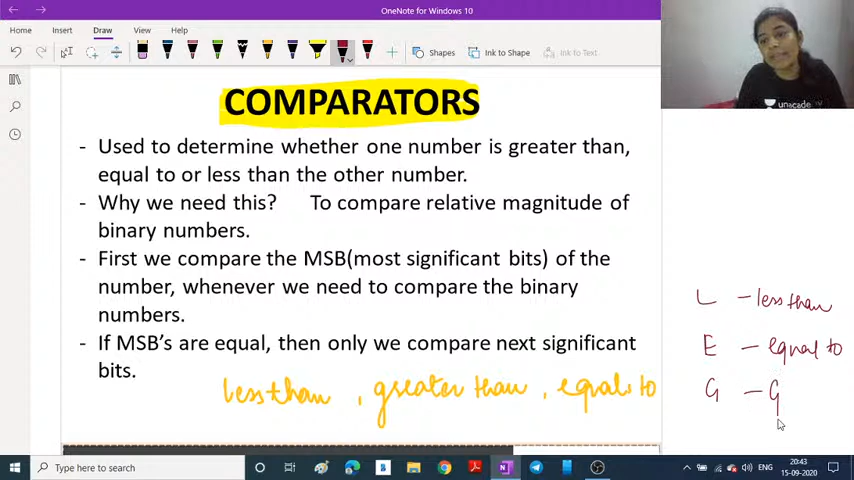 OneNote for Windows 10
Home Insert Draw View Help
Shapes Ink to Shape Ink to Text
unacademy
COMPARATORS
- Used to determine whether one number is greater than,
equal to or less than the other number.
- Why we need this? To compare relative magnitude of
binary numbers.
- First we compare the MSB(most significant bits) of the
number, whenever we need to compare the binary
numbers.
- If MSB's are equal, then only we compare next significant
bits.
less than , greater than , equal to
L - less than
E - equal to
G - G
Type here to search
ENG
20:43
15-09-2020